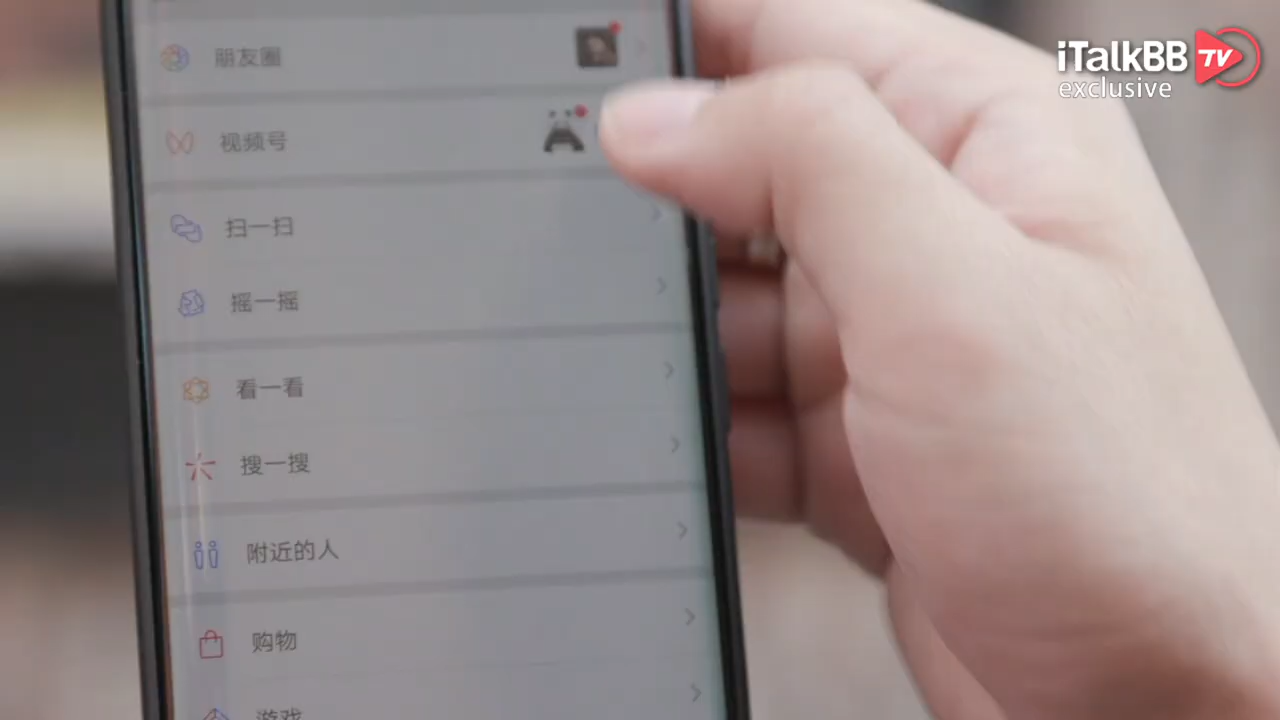 iTalkBB TV
exclusive
朋友圈
视频号
扫一扫
摇一摇
看一看
搜一搜
附近的人
购物
游戏